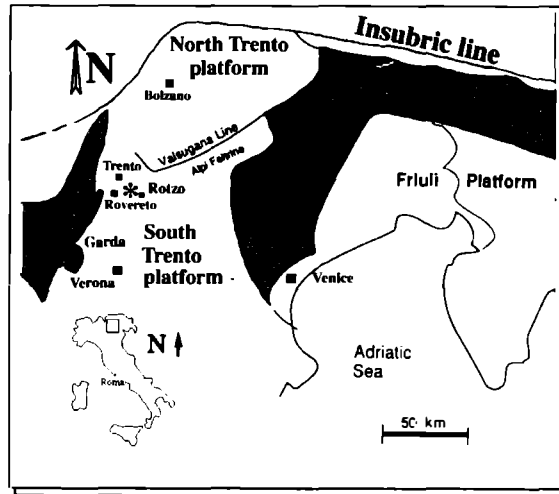 Insubric line
North Trento
platform
N
Bolzano
Valsugana Line
Alpi Feltrine
Trento
Rotzo
Rovereto
Friuli Platform
South
Trento
platform
Garda
Verona
Venice
N
Roma
Adriatic
Sea
50 km